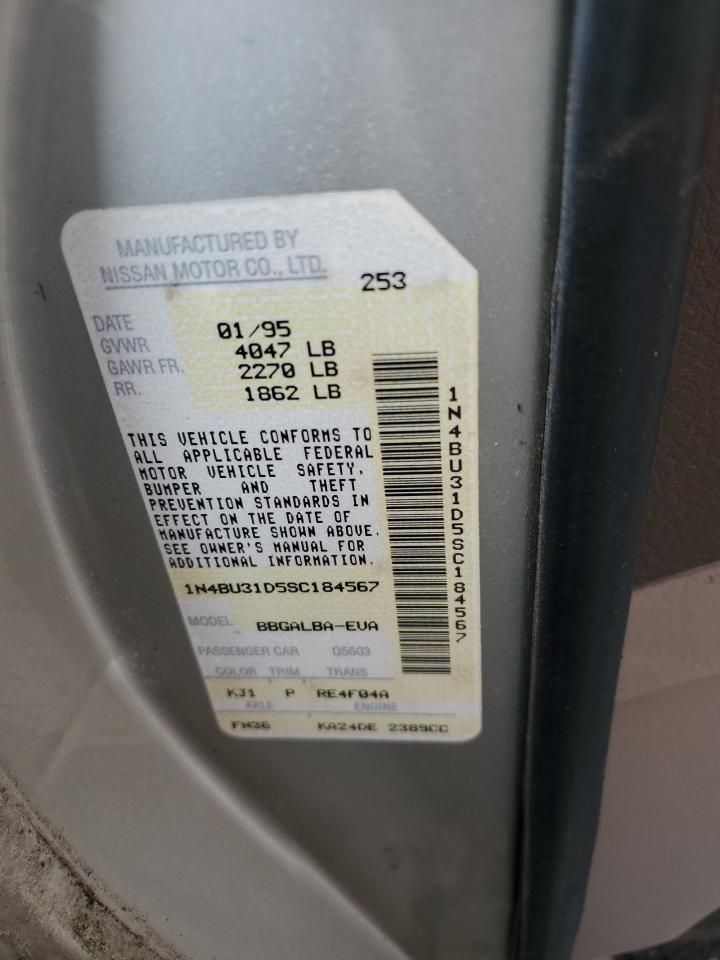 MANUFACTURED BY
NISSAN MOTOR CO., LTD.
253
DATE 01/95
GVWR 4047 LB
GAWR FR. 2270 LB
RR. 1862 LB
THIS VEHICLE CONFORMS TO
ALL APPLICABLE FEDERAL
MOTOR VEHICLE SAFETY,
BUMPER AND THEFT
PREVENTION STANDARDS IN
EFFECT ON THE DATE OF
MANUFACTURE SHOWN ABOVE.
SEE OWNER'S MANUAL FOR
ADDITIONAL INFORMATION.
1N4BU31D5SC184567
MODEL BBGALBA-EVA
PASSENGER CAR Q5603
COLOR TRIM TRANS
KJ1 P RE4F04A
AXLE ENGINE
FN36 KA24DE 2389CC
1N4BU31D5SC184567